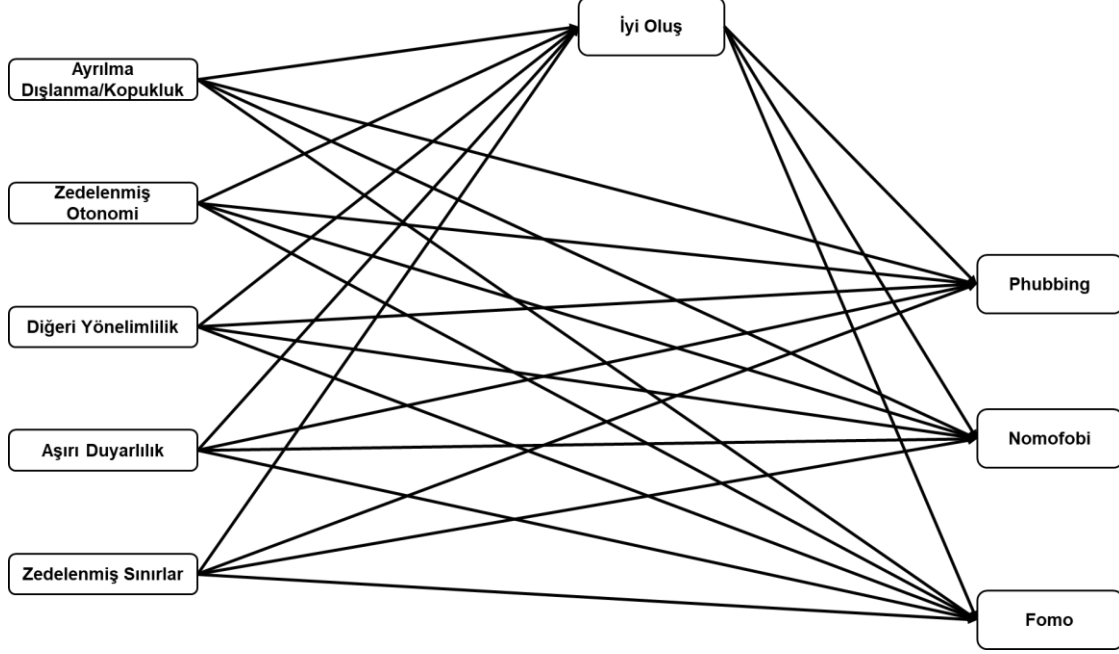 İyi Oluş
Ayrılma
Dışlanma/Kopukluk
Zedelenmiş
Otonomi
Diğeri Yönelimlilik
Aşırı Duyarlılık
Zedelenmiş Sınırlar
Phubbing
Nomofobi
Fomo